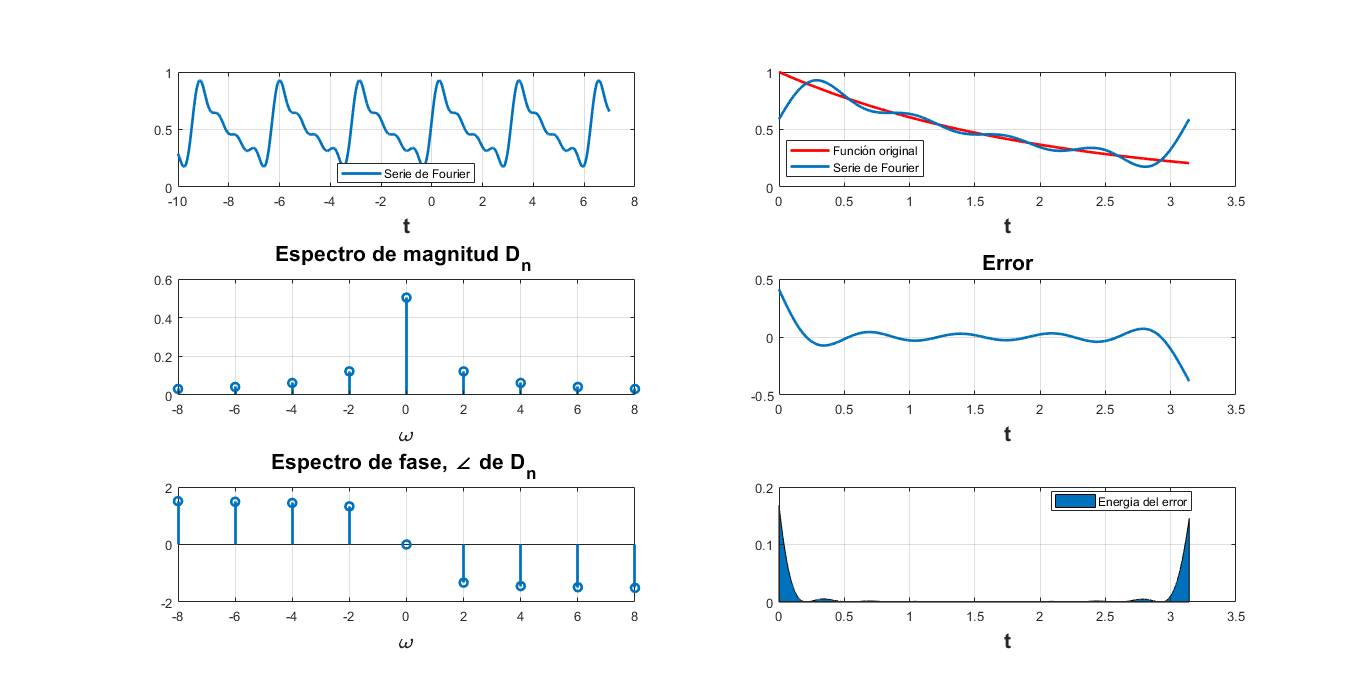 1
0.5
0
-10 -8 -6 -4 -2 0 2 4 6 8
t
Serie de Fourier
1
0.5
0
0 0.5 1 1.5 2 2.5 3 3.5
t
Función original
Serie de Fourier
Espectro de magnitud Dn
0.6
0.4
0.2
0
-8 -6 -4 -2 0 2 4 6 8
ω
Error
0.5
0
-0.5
0 0.5 1 1.5 2 2.5 3 3.5
t
Espectro de fase, ∠ de Dn
2
0
-2
-8 -6 -4 -2 0 2 4 6 8
ω
0.2
0.1
0
0 0.5 1 1.5 2 2.5 3 3.5
t
Energia del error